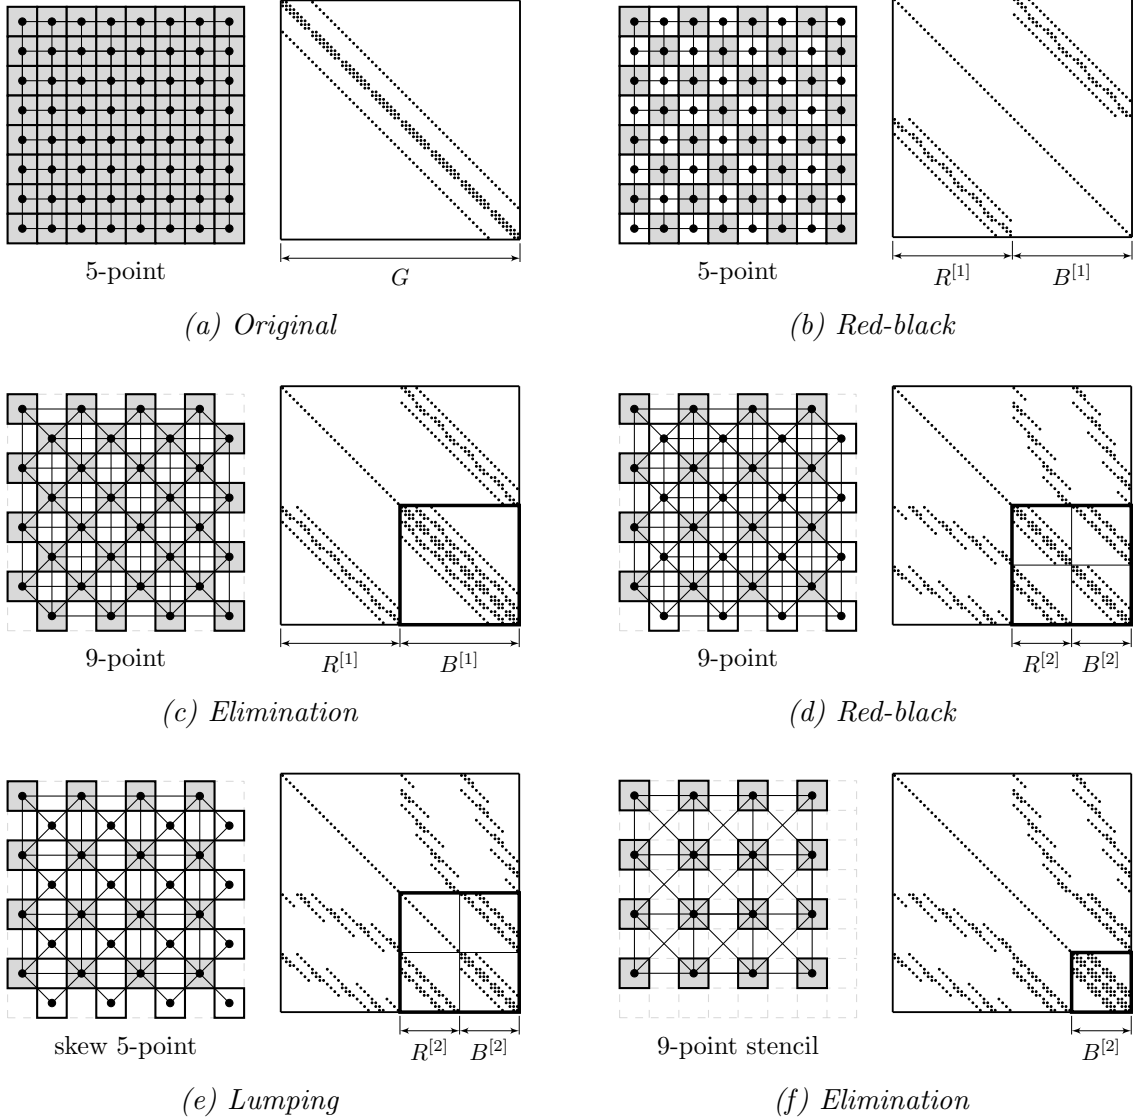 5-point
G
5-point
R^{[1]} B^{[1]}
(a) Original
(b) Red-black
9-point
R^{[1]} B^{[1]}
9-point
R^{[2]} B^{[2]}
(c) Elimination
(d) Red-black
skew 5-point
R^{[2]} B^{[2]}
9-point stencil
B^{[2]}
(e) Lumping
(f) Elimination